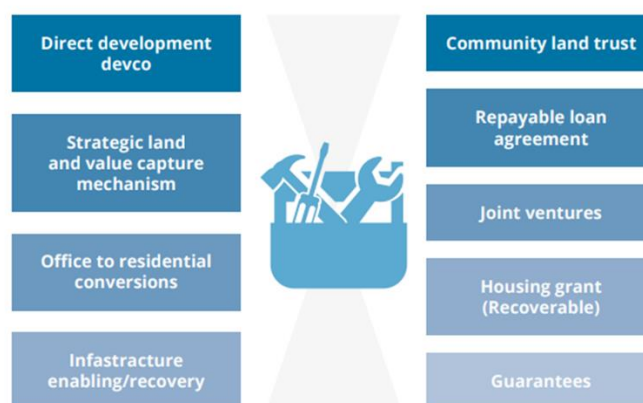 Direct development
devco
Strategic land
and value capture
mechanism
Office to residential
conversions
Infastracture
enabling/recovery
Community land trust
Repayable loan
agreement
Joint ventures
Housing grant
(Recoverable)
Guarantees